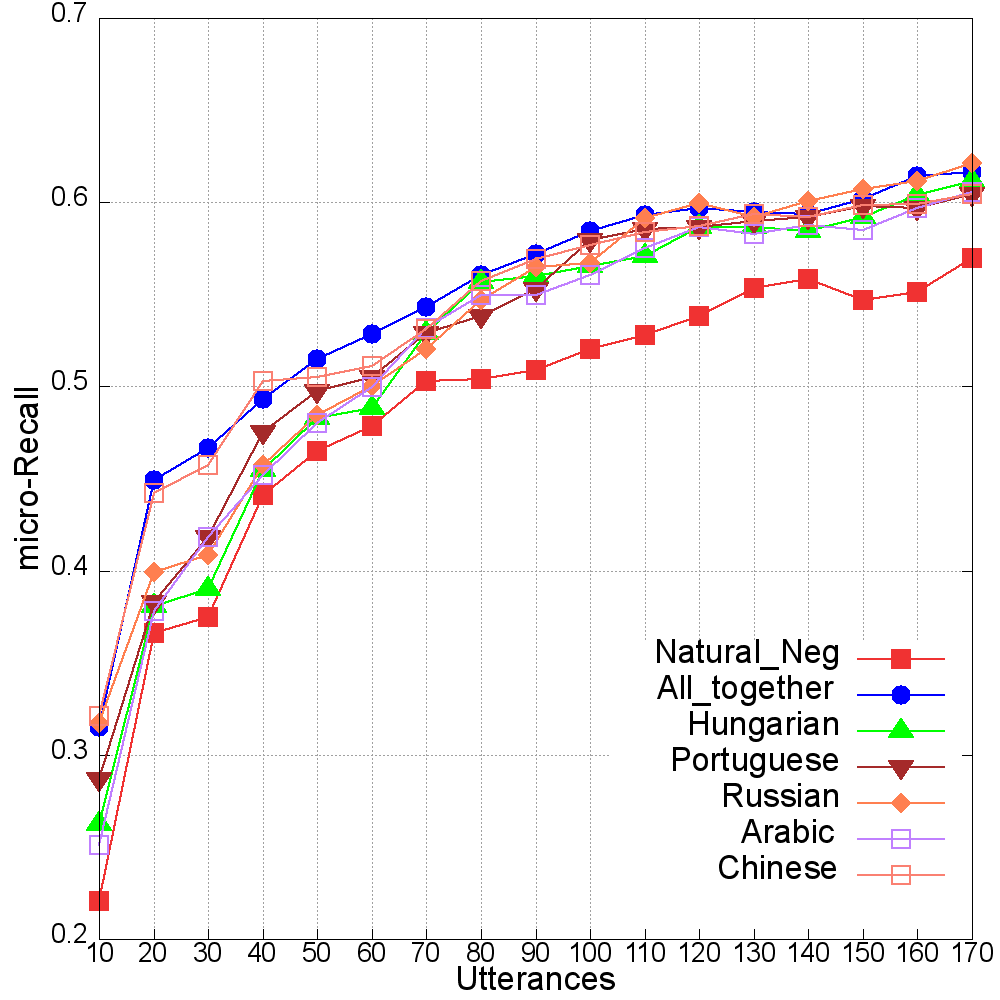 0.7
0.6
0.5
0.4
0.3
0.2
micro-Recall
Natural_Neg
All_together
Hungarian
Portuguese
Russian
Arabic
Chinese
10 20 30 40 50 60 70 80 90 100 110 120 130 140 150 160 170
Utterances